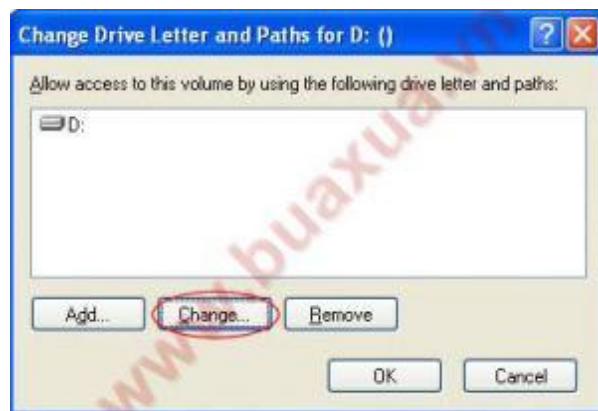 Change Drive Letter and Paths for D: ()
Allow access to this volume by using the following drive letter and paths:
D:
Add... Change... Remove
OK Cancel
www.buaxua.vn